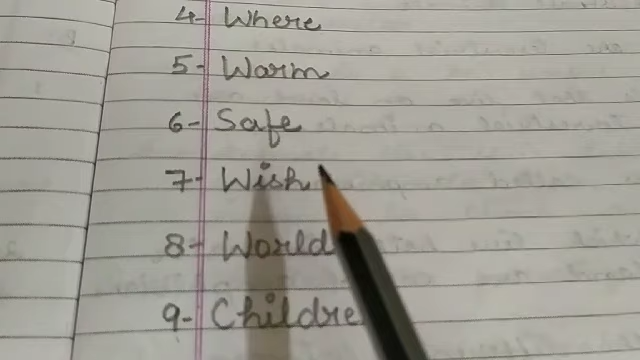 4- Where
5- Warm
6- Safe
7- Wish
8- World
9- Childre